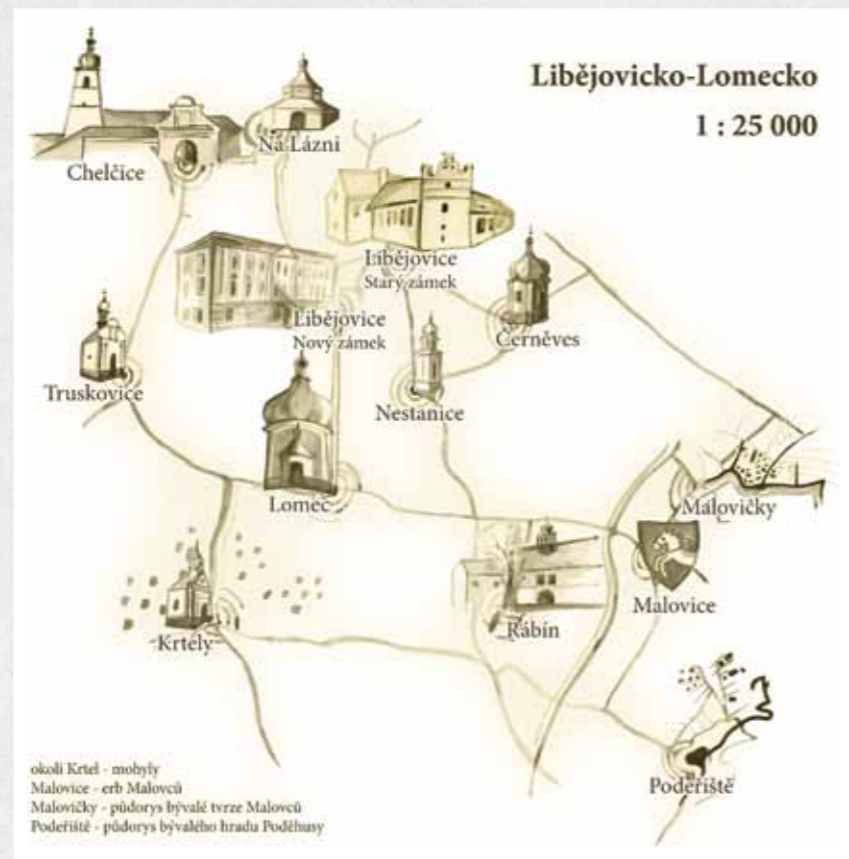 Libějovicko-Lomecko
1 : 25 000
Na Lázni
Chelčice
Libějovice
Starý zámek
Libějovice
Nový zámek
Černěves
Truskovice
Nestanice
Lomec
Malovičky
Malovice
Rábín
Krtely
Podeřiště
okolí Krtel - mohyly
Malovice - erb Malovců
Malovičky - půdorys bývalé tvrze Malovců
Podeřiště - půdorys bývalého hradu Poděhusy